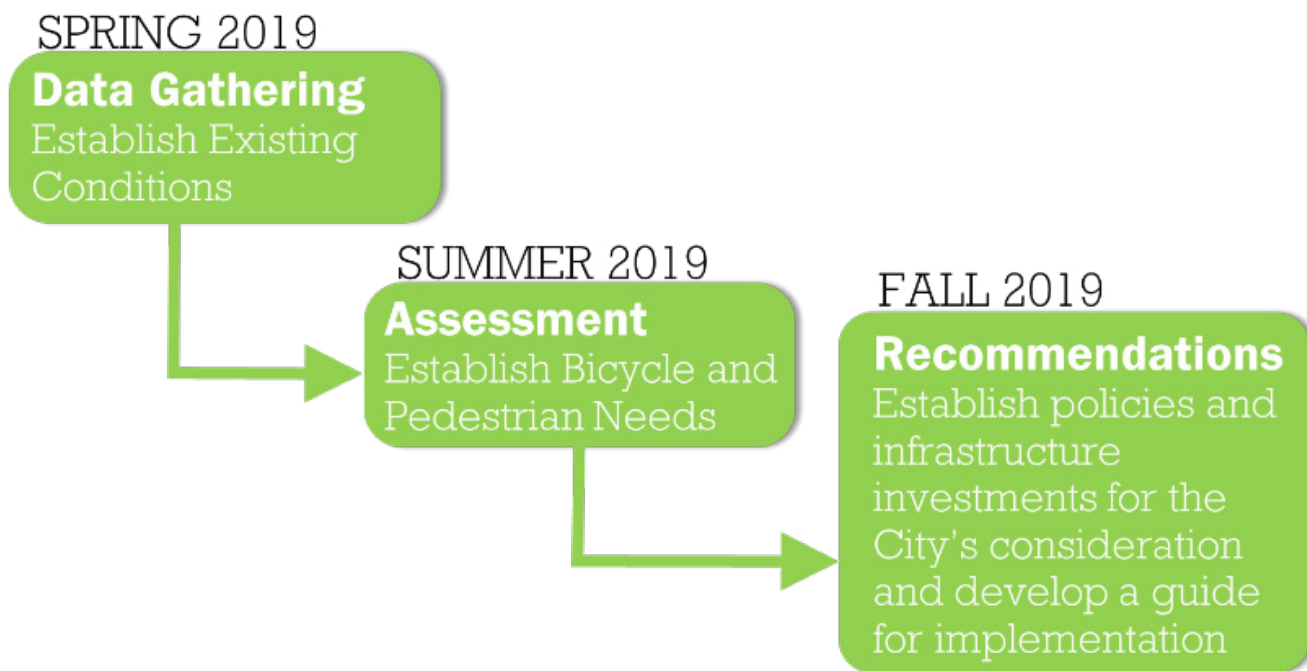 SPRING 2019
Data Gathering
Establish Existing
Conditions
SUMMER 2019
Assessment
Establish Bicycle and
Pedestrian Needs
FALL 2019
Recommendations
Establish policies and
infrastructure
investments for the
City's consideration
and develop a guide
for implementation